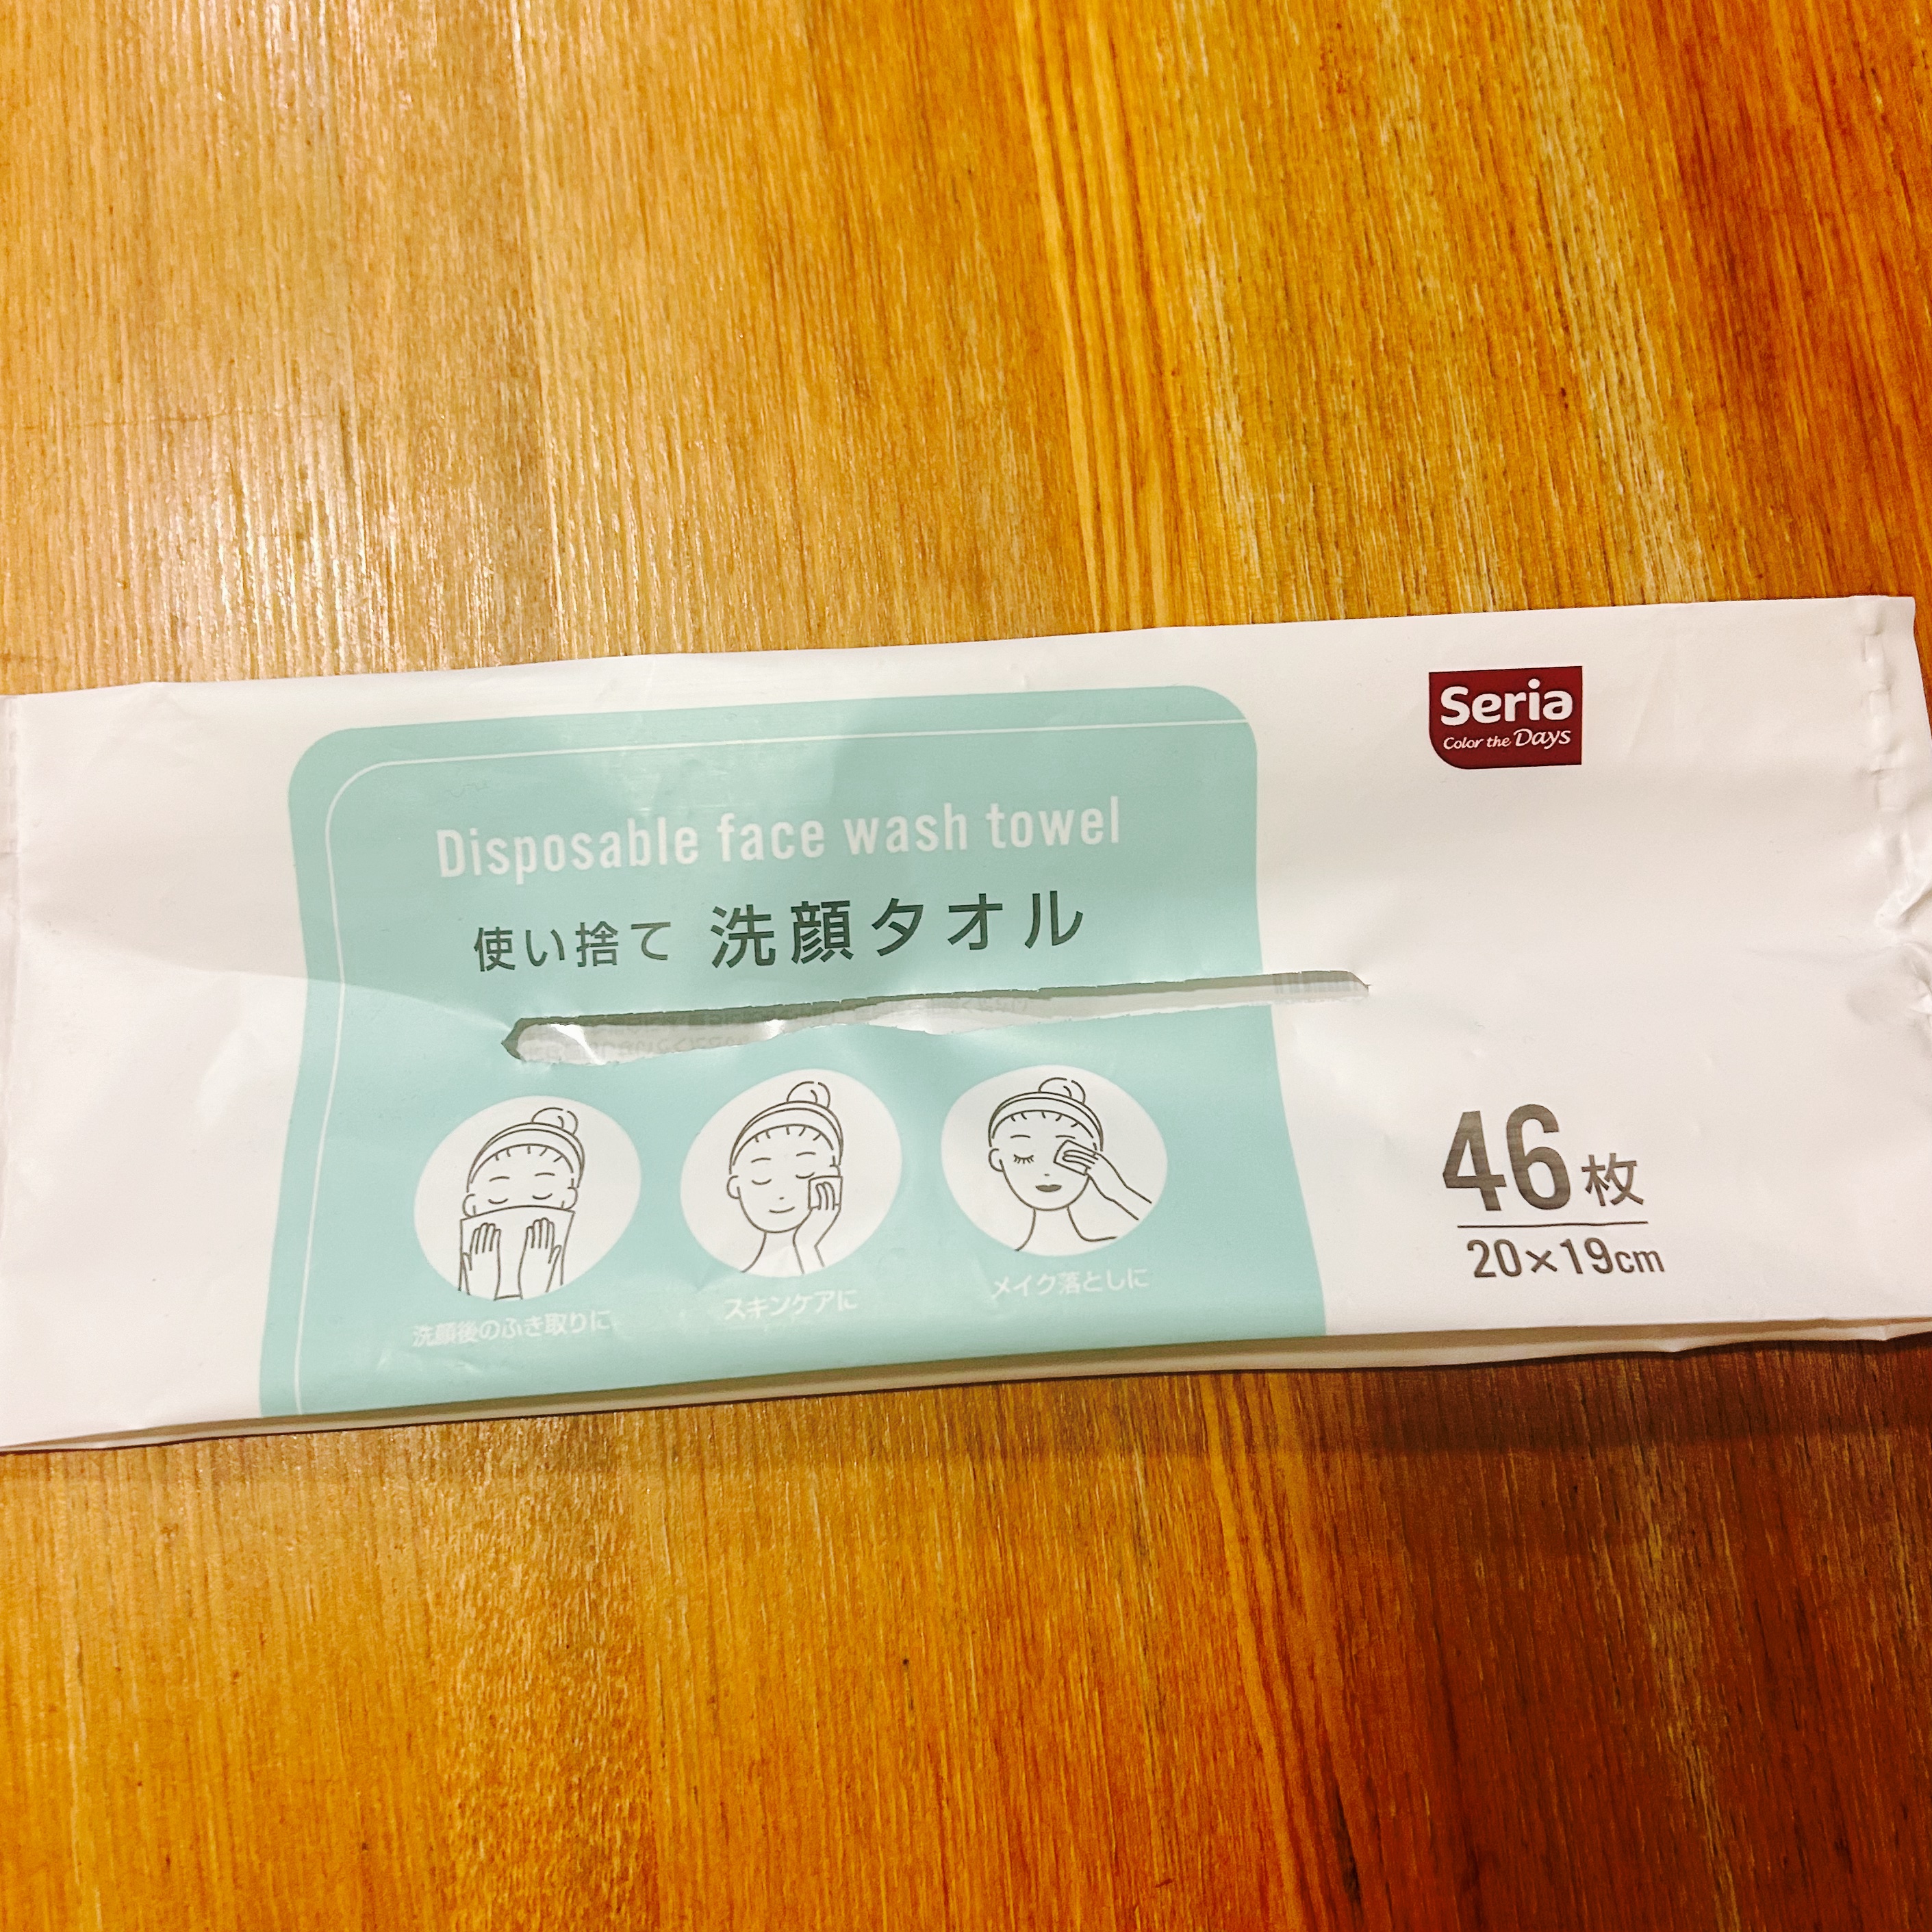 Seria
Color the Days
Disposable face wash towel
使い捨て 洗顔タオル
洗顔後のふき取りに
スキンケアに
メイク落としに
46枚
20×19cm